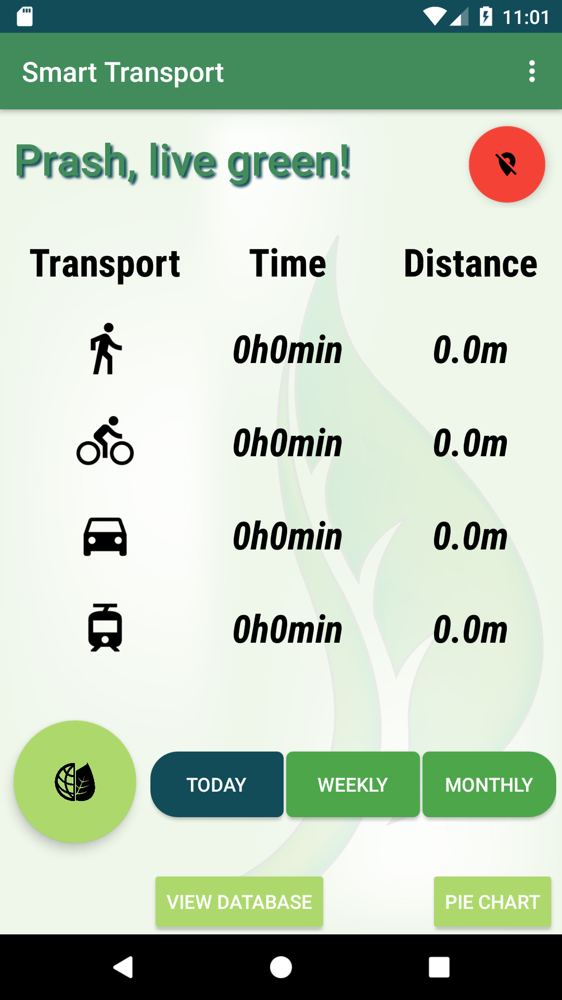 11:01
Smart Transport
Prash, live green!
Transport Time Distance
0h0min 0.0m
0h0min 0.0m
0h0min 0.0m
0h0min 0.0m
TODAY WEEKLY MONTHLY
VIEW DATABASE PIE CHART